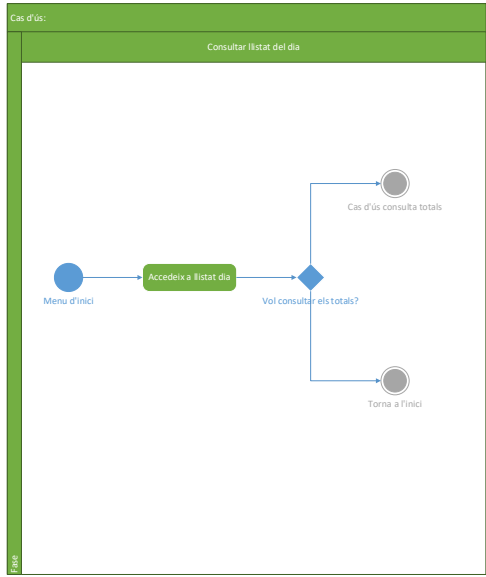 Cas d'ús:
Consultar llistat del dia
Cas d'ús consulta totals
Accedeix a llistat dia
Menu d'inici
Vol consultar els totals?
Torna a l'inici
Fase